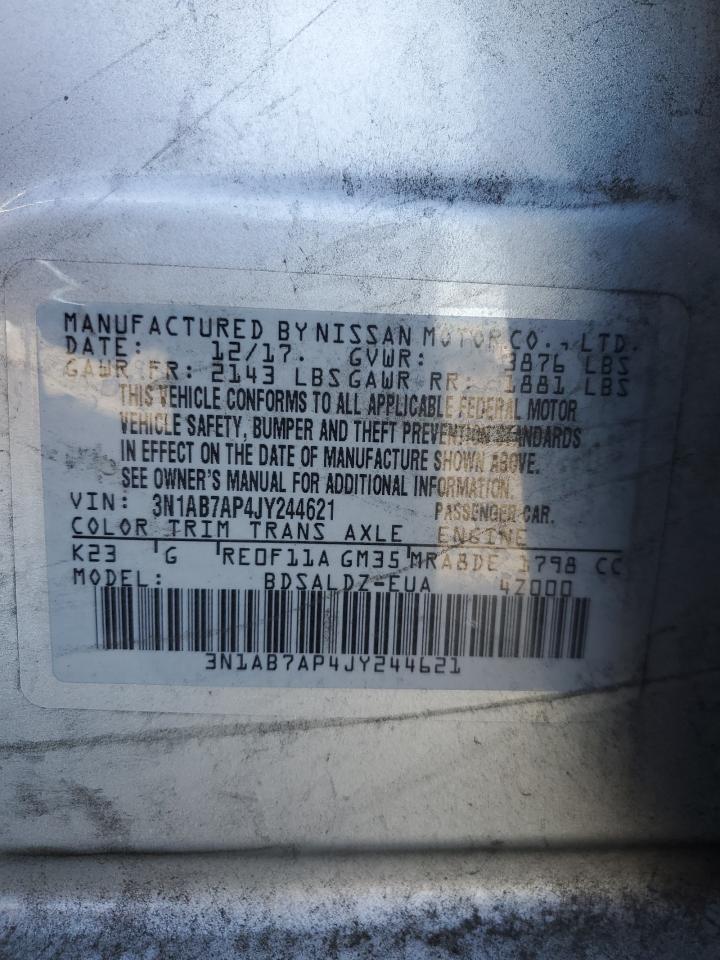 MANUFACTURED BY NISSAN MOTOR CO., LTD.
DATE: 12/17. GVWR: 3876 LBS
GAWR FR: 2143 LBS GAWR RR: 1881 LBS
THIS VEHICLE CONFORMS TO ALL APPLICABLE FEDERAL MOTOR
VEHICLE SAFETY, BUMPER AND THEFT PREVENTION STANDARDS
IN EFFECT ON THE DATE OF MANUFACTURE SHOWN ABOVE.
SEE OWNER'S MANUAL FOR ADDITIONAL INFORMATION.
VIN: 3N1AB7AP4JY244621 PASSENGER CAR.
COLOR TRIM TRANS AXLE ENGINE
K23 G RE0F11A GM35 MRA8DE 1798 CC
MODEL: BDSALDZ-EUA 4Z000
3N1AB7AP4JY244621